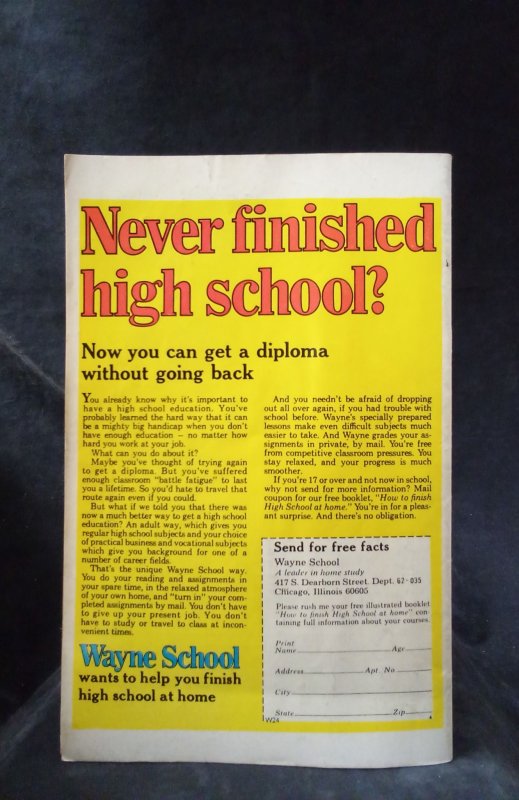 Never finished
high school?
Now you can get a diploma
without going back
You already know why it's important to
have a high school education. You've
probably learned the hard way that it can
be a mighty big handicap when you don't
have enough education — no matter how
hard you work at your job.
What can you do about it?
Maybe you've thought of trying again
to get a diploma. But you've suffered
enough classroom "battle fatigue" to last
you a lifetime. So you'd hate to travel that
route again even if you could.
But what if we told you that there was
now a much better way to get a high school
education? An adult way, which gives you
regular high school subjects and your choice
of practical business and vocational subjects
which give you background for one of a
number of career fields.
That's the unique Wayne School way.
You do your reading and assignments in
your spare time, in the relaxed atmosphere
of your own home, and "turn in" your com-
pleted assignments by mail. You don't have
to give up your present job. You don't
have to study or travel to class at incon-
venient times.
Wayne School
wants to help you finish
high school at home
And you needn't be afraid of dropping
out all over again, if you had trouble with
school before. Wayne's specially prepared
lessons make even difficult subjects much
easier to take. And Wayne grades your as-
signments in private, by mail. You're free
from competitive classroom pressures. You
stay relaxed, and your progress is much
smoother.
If you're 17 or over and not now in school,
why not send for more information? Mail
coupon for our free booklet, "How to finish
High School at home." You're in for a pleas-
ant surprise. And there's no obligation.
Send for free facts
Wayne School
A leader in home study
417 S. Dearborn Street, Dept. 62-035
Chicago, Illinois 60605
Please rush me your free illustrated booklet
"How to finish High School at home" con-
taining full information about your courses.
Print
Name Age
Address Apt. No.
City
State Zip
W24